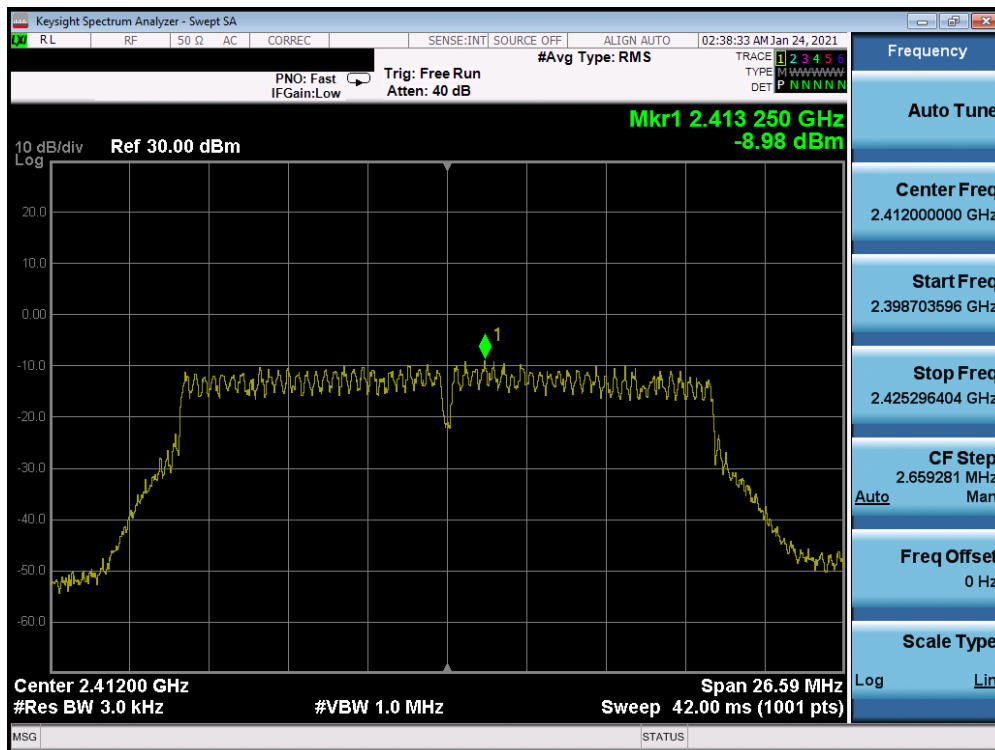 Keysight Spectrum Analyzer - Swept SA
LXI RL RF 50 Ω AC CORREC SENSE:INT SOURCE OFF ALIGN AUTO 02:38:33 AM Jan 24, 2021
#Avg Type: RMS
TRACE 1 2 3 4 5 6
PNO: Fast Trig: Free Run
TYPE M WWWWW
IFGain:Low Atten: 40 dB
DET P N N N N N
Mkr1 2.413 250 GHz
-8.98 dBm
10 dB/div Ref 30.00 dBm
Log
20.0
10.0
0.00
1
-10.0
-20.0
-30.0
-40.0
-50.0
-60.0
Center 2.41200 GHz Span 26.59 MHz
#Res BW 3.0 kHz #VBW 1.0 MHz Sweep 42.00 ms (1001 pts)
MSG STATUS
Frequency
Auto Tune
Center Freq
2.412000000 GHz
Start Freq
2.398703596 GHz
Stop Freq
2.425296404 GHz
CF Step
2.659281 MHz
Auto Man
Freq Offset
0 Hz
Scale Type
Log Lin